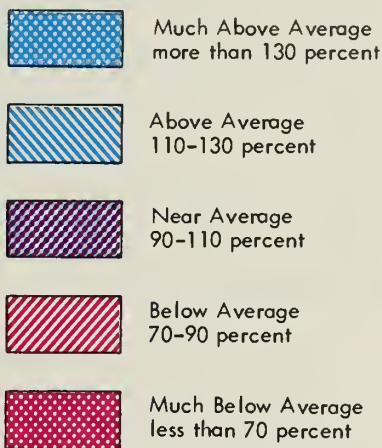 Much Above Average
more than 130 percent
Above Average
110-130 percent
Near Average
90-110 percent
Below Average
70-90 percent
Much Below Average
less than 70 percent